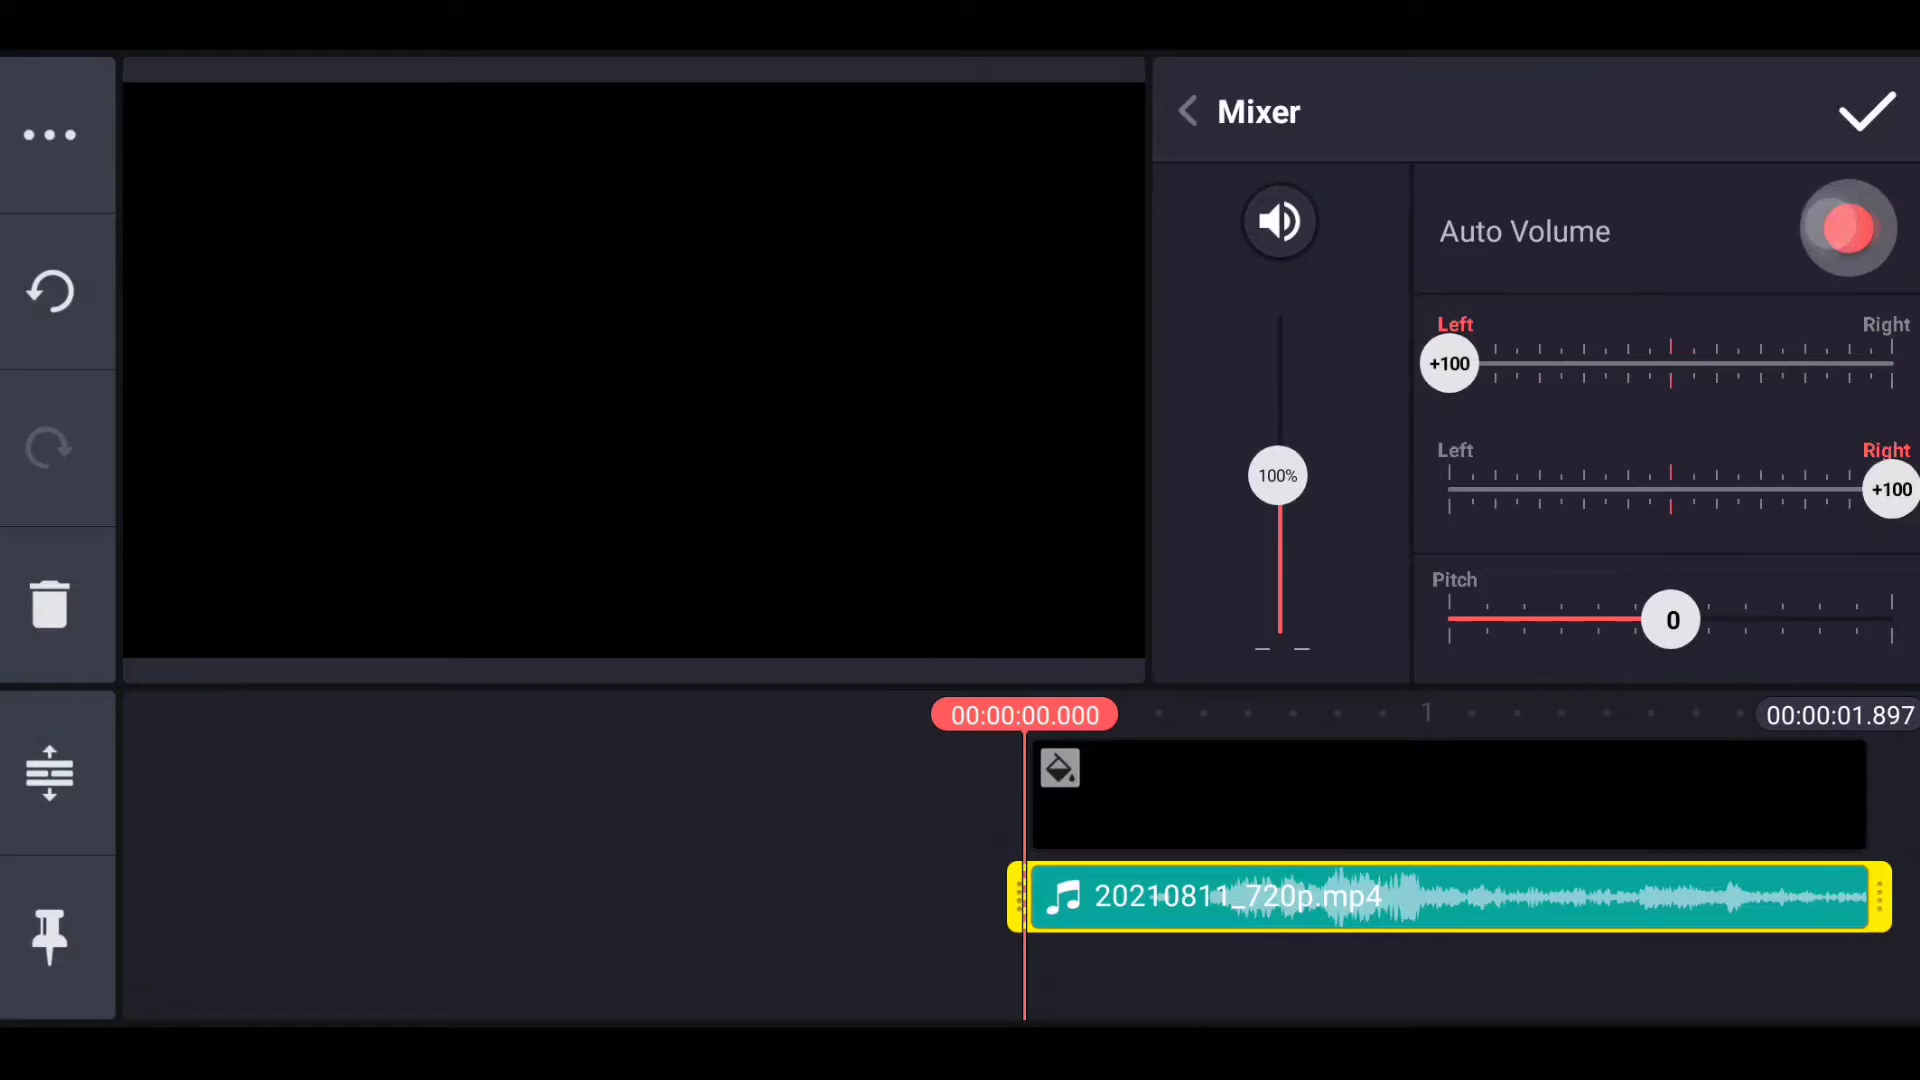 Mixer
Auto Volume
Left Right
+100
Left Right
100%
+100
Pitch
0
00:00:00.000 1 00:00:01.897
20210811_720p.mp4